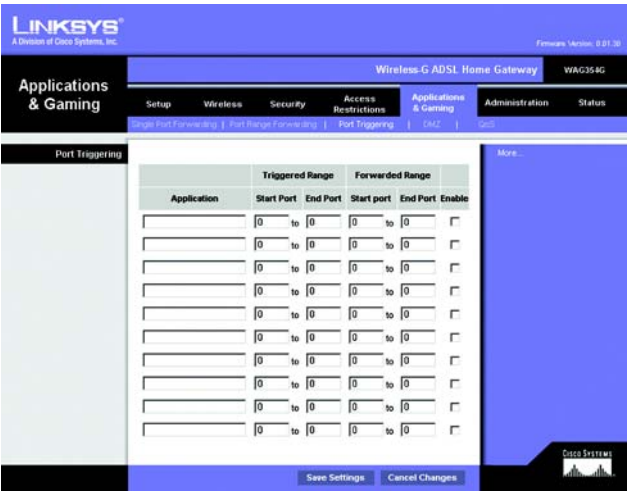 LINKSYS®
A Division of Cisco Systems, Inc.
Firmware Version: 0.01.30
Wireless-G ADSL Home Gateway WAG354G
Applications & Gaming
Setup Wireless Security Access Restrictions Applications & Gaming Administration Status
Single Port Forwarding | Port Range Forwarding | Port Triggering | DMZ | QoS
Port Triggering
More...
Triggered Range Forwarded Range
Application Start Port End Port Start port End Port Enable
0 to 0 0 to 0
0 to 0 0 to 0
0 to 0 0 to 0
0 to 0 0 to 0
0 to 0 0 to 0
0 to 0 0 to 0
0 to 0 0 to 0
0 to 0 0 to 0
0 to 0 0 to 0
0 to 0 0 to 0
Save Settings Cancel Changes
CISCO SYSTEMS